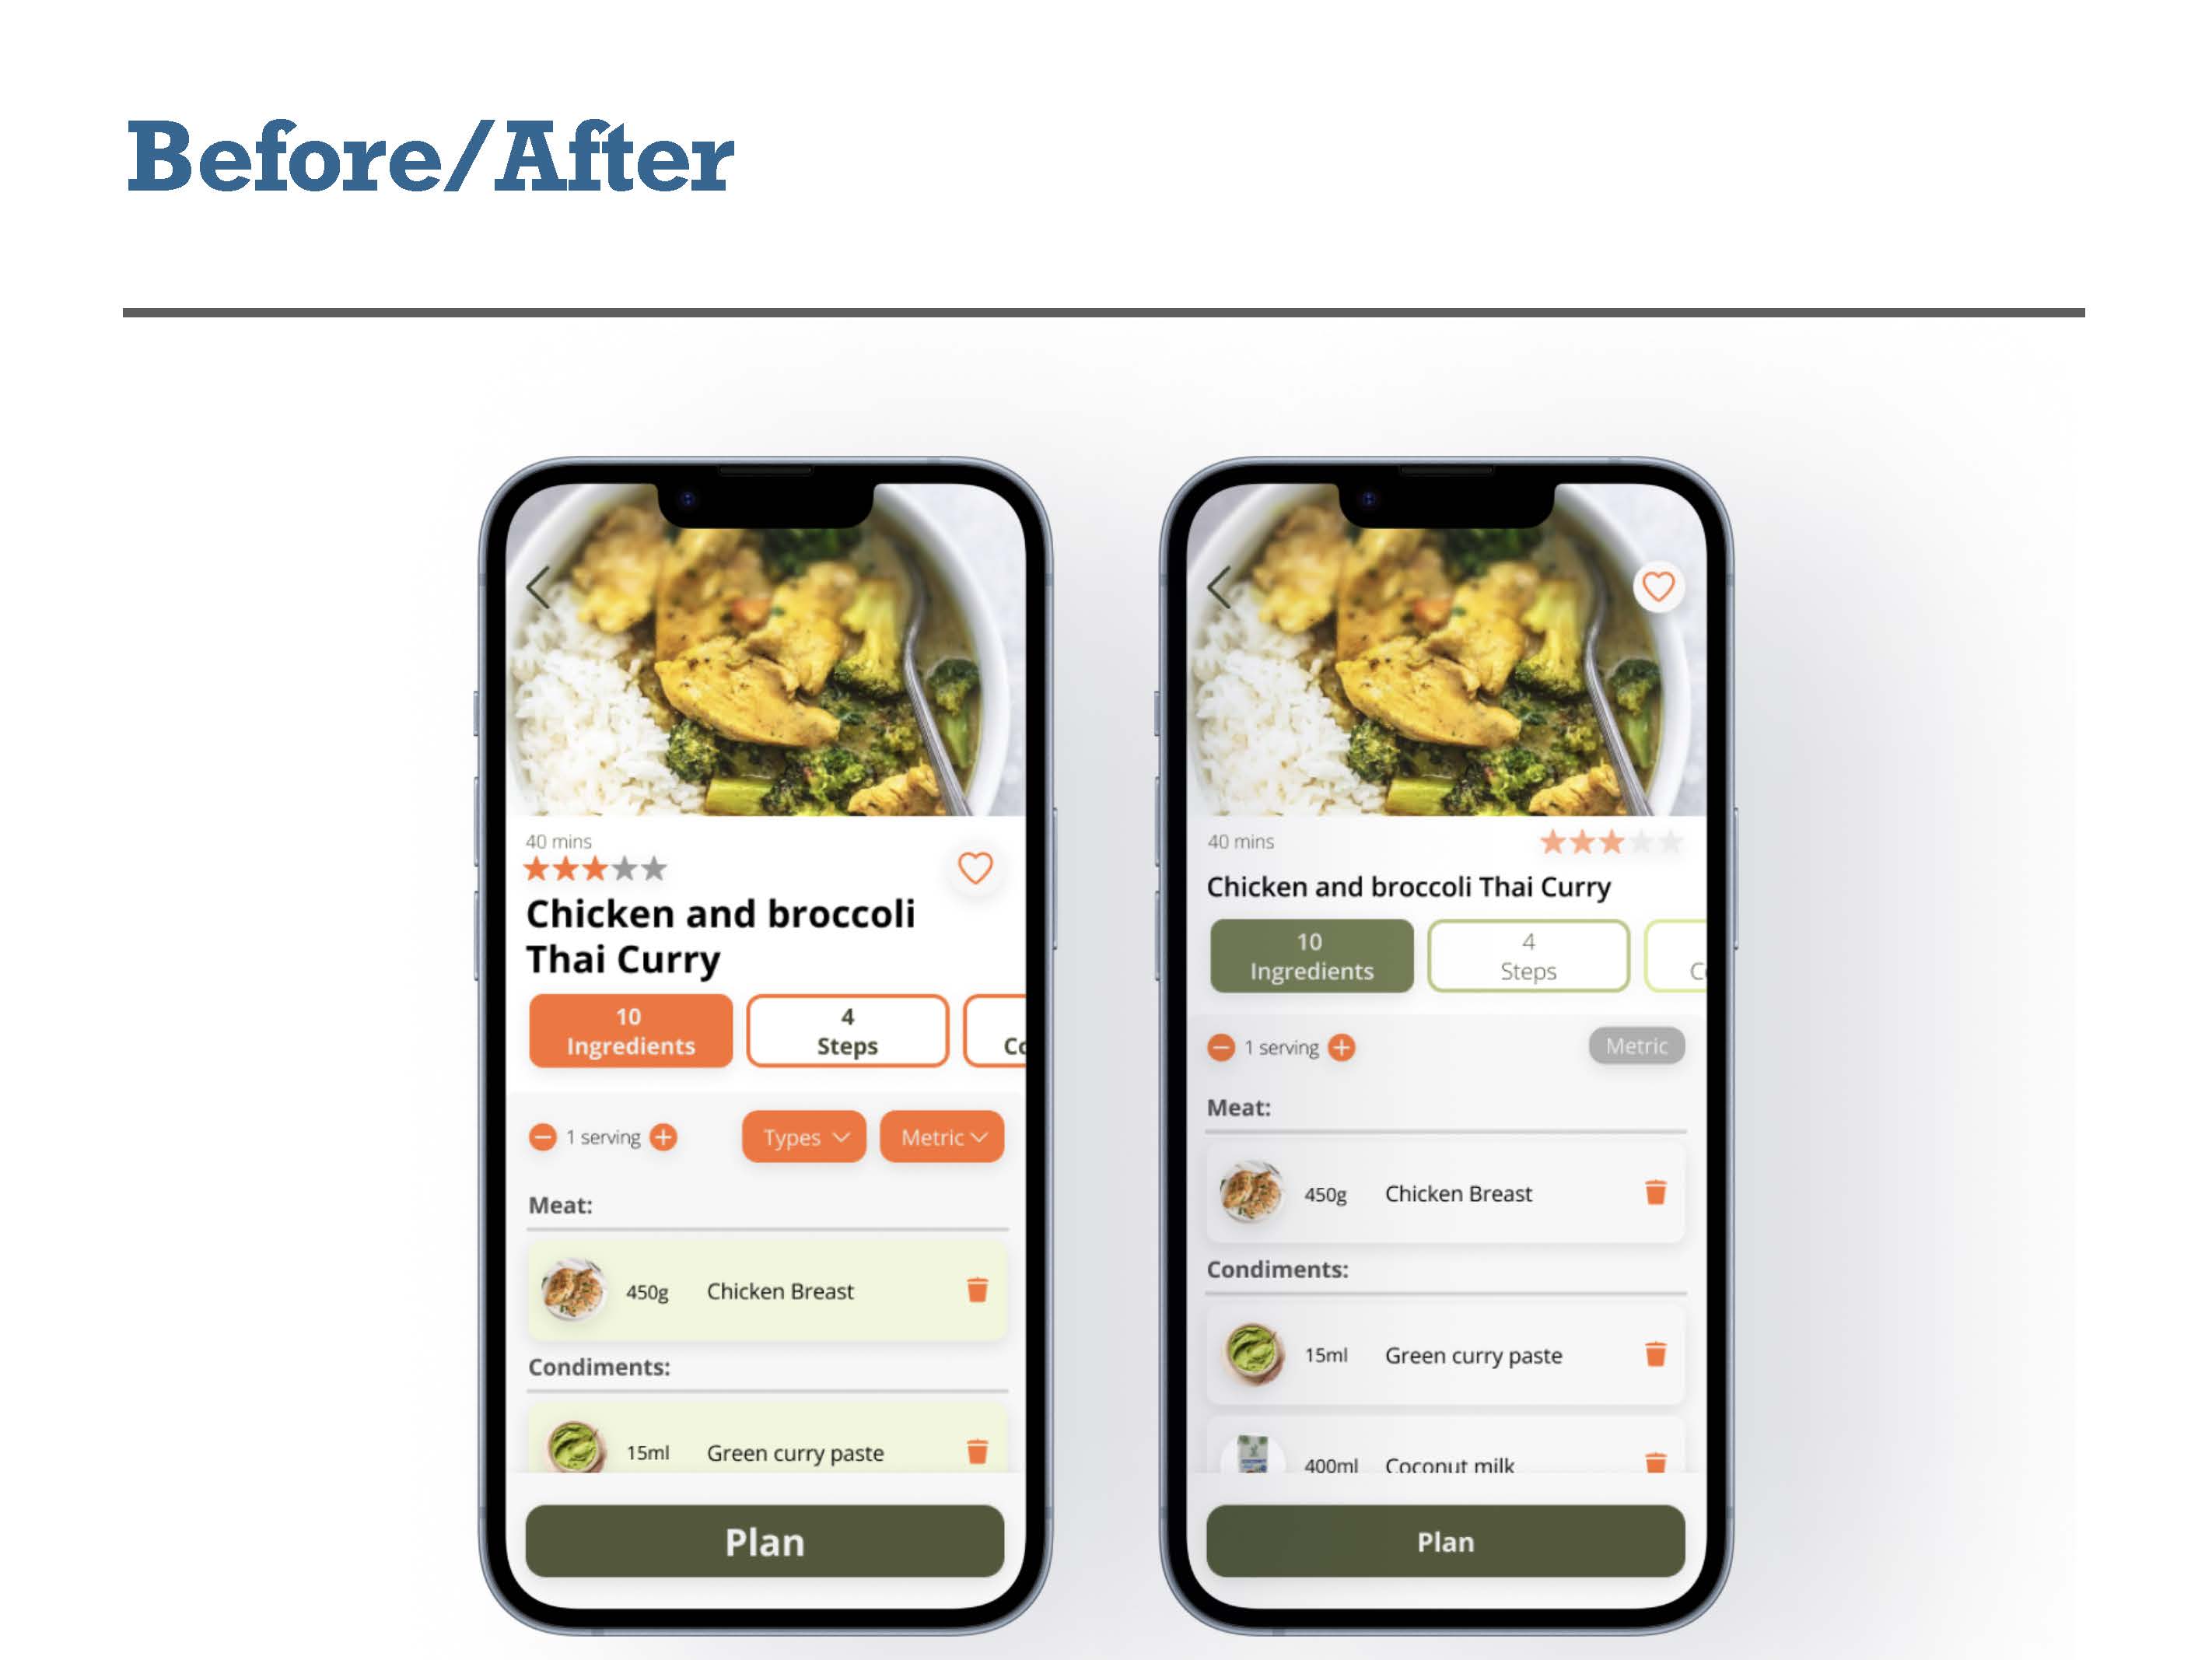 Before/After
40 mins
Chicken and broccoli
Thai Curry
10
Ingredients
4
Steps
1 serving
Types
Metric
Meat:
450g Chicken Breast
Condiments:
15ml Green curry paste
Plan
40 mins
Chicken and broccoli Thai Curry
10
Ingredients
4
Steps
1 serving
Metric
Meat:
450g Chicken Breast
Condiments:
15ml Green curry paste
400ml Coconut milk
Plan